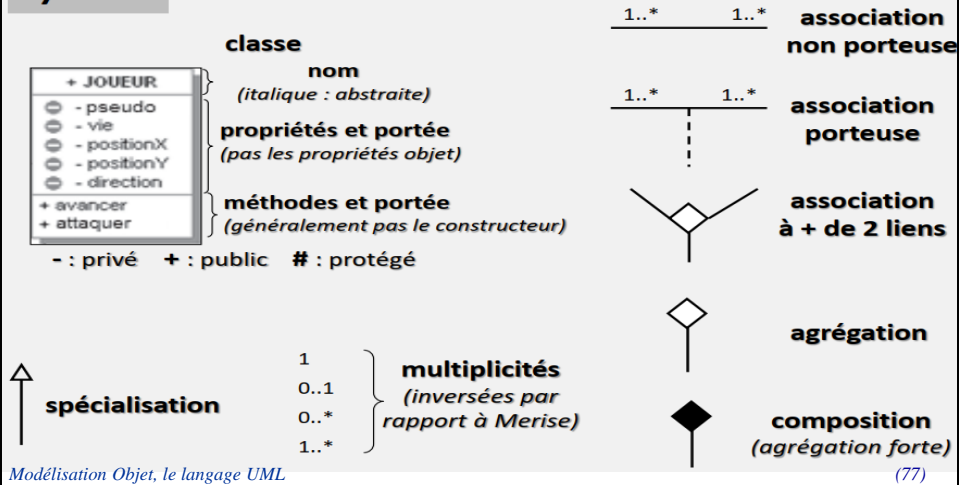 classe
+ JOUEUR
- pseudo
- vie
- positionX
- positionY
- direction
+ avancer
+ attaquer
nom
(italique : abstraite)
propriétés et portée
(pas les propriétés objet)
méthodes et portée
(généralement pas le constructeur)
- : privé + : public # : protégé
spécialisation
1
0..1
0..*
1..*
multiplicités
(inversées par
rapport à Merise)
1..* 1..*
association
non porteuse
1..* 1..*
association
porteuse
association
à + de 2 liens
agrégation
composition
(agrégation forte)
Modélisation Objet, le langage UML
(77)